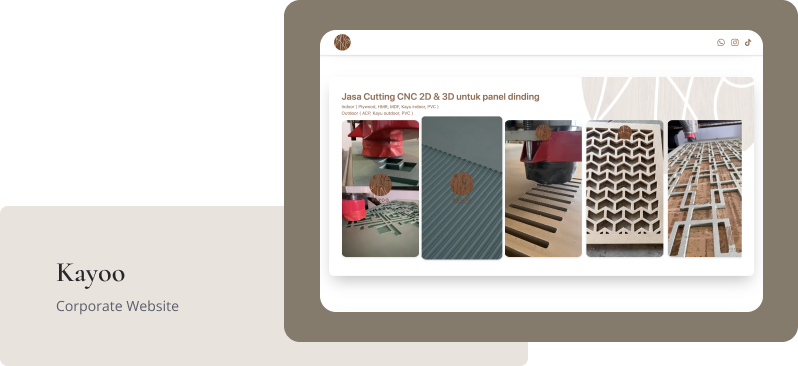 Jasa Cutting CNC 2D & 3D untuk panel dinding
Indoor ( Plywood, HMR, MDF, Kayu indoor, PVC )
Outdoor ( ACP, Kayu outdoor, PVC )
Kayoo
Corporate Website